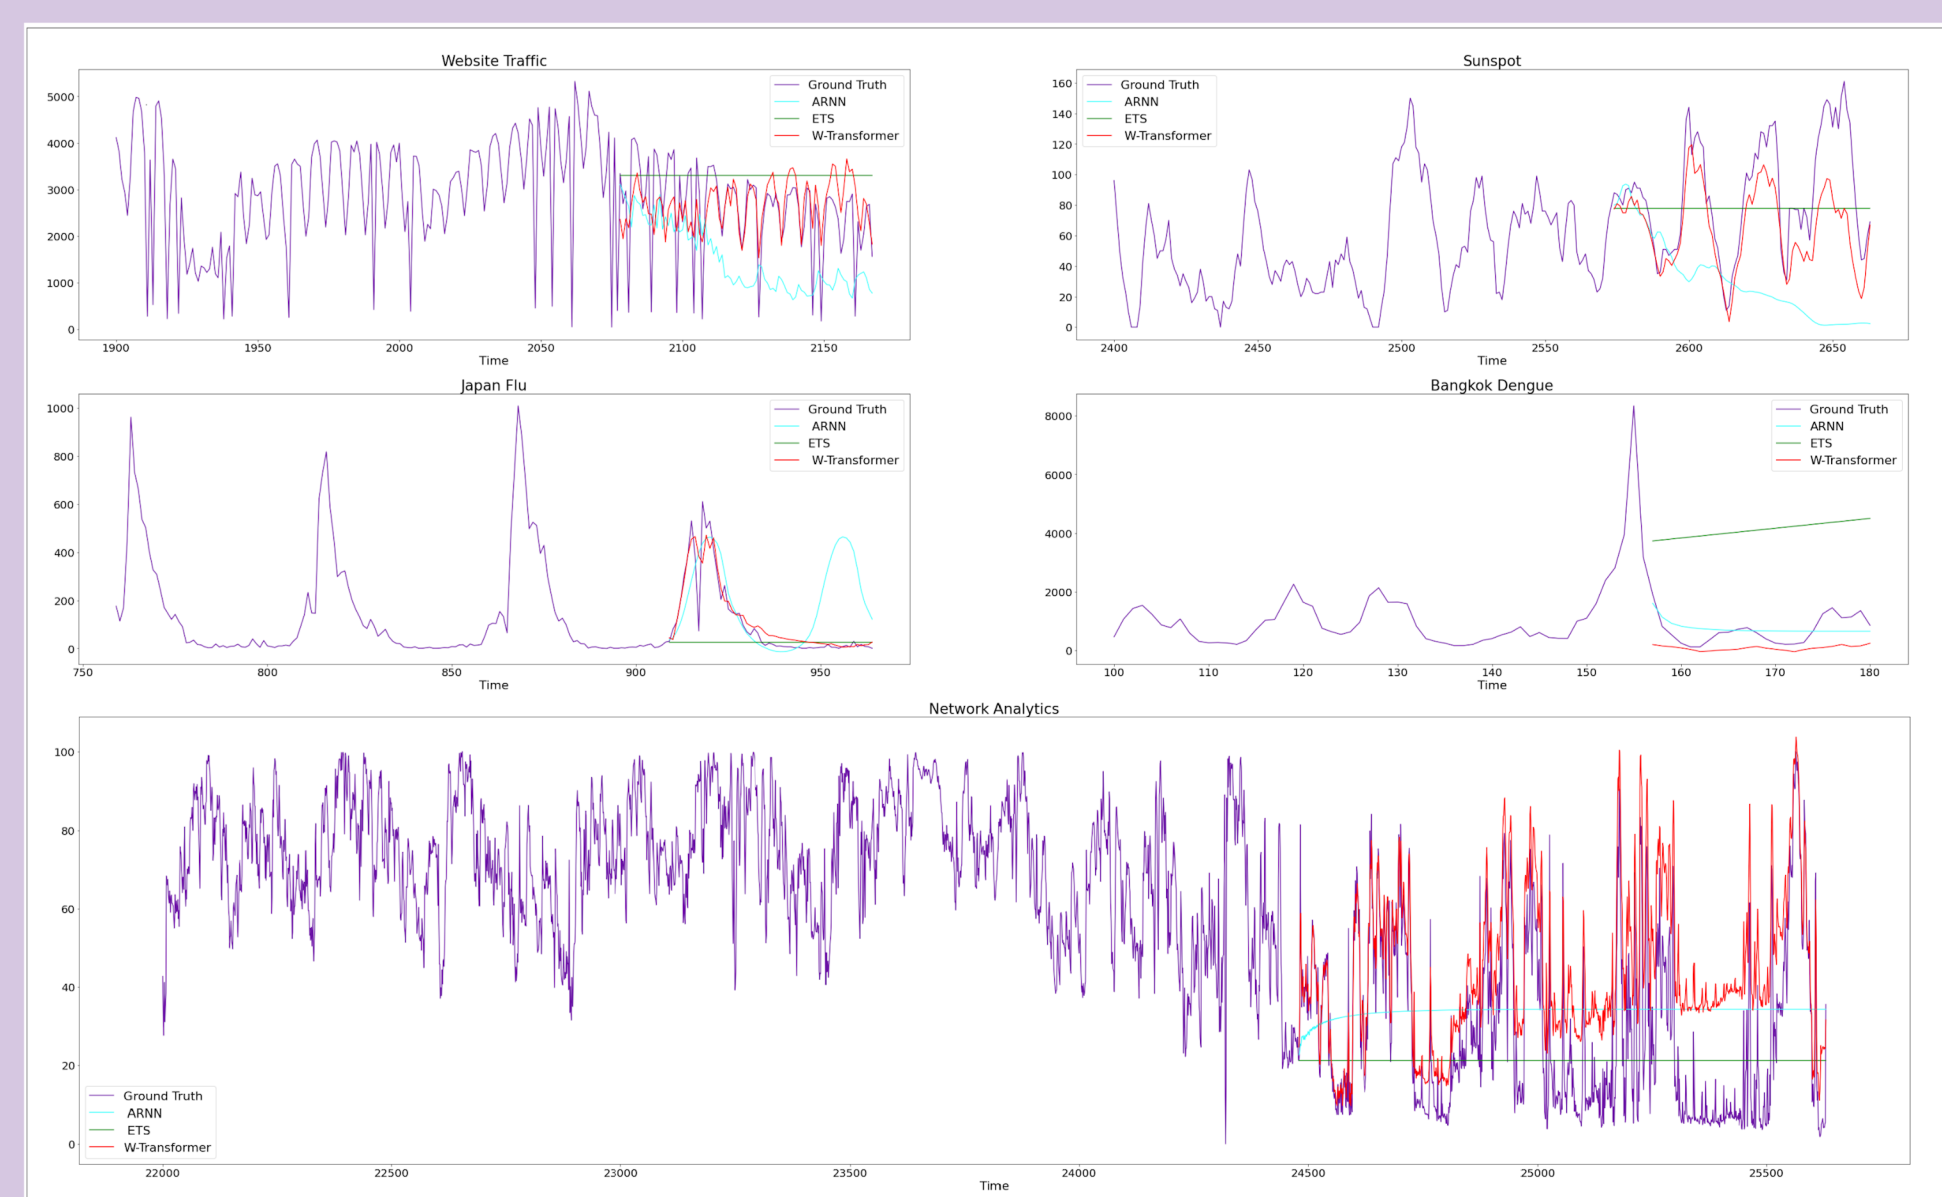 Website Traffic
Ground Truth
ARNN
ETS
W-Transformer
5000
4000
3000
2000
1000
0
1900 1950 2000 2050 2100 2150
Time
Sunspot
Ground Truth
ARNN
ETS
W-Transformer
160
140
120
100
80
60
40
20
0
2400 2450 2500 2550 2600 2650
Time
Japan Flu
Ground Truth
ARNN
ETS
W-Transformer
1000
800
600
400
200
0
750 800 850 900 950
Time
Bangkok Dengue
Ground Truth
ARNN
ETS
W-Transformer
8000
6000
4000
2000
0
100 110 120 130 140 150 160 170 180
Time
Network Analytics
100
80
60
40
20
0
Ground Truth
ARNN
ETS
W-Transformer
22000 22500 23000 23500 24000 24500 25000 25500
Time